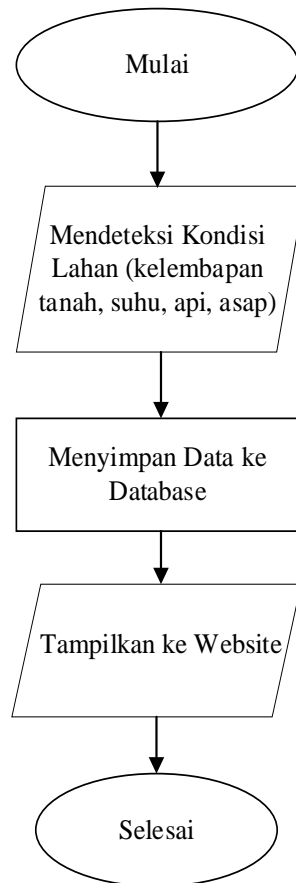 Mulai
Mendeteksi Kondisi
Lahan (kelembapan
tanah, suhu, api, asap)
Menyimpan Data ke
Database
Tampilkan ke Website
Selesai